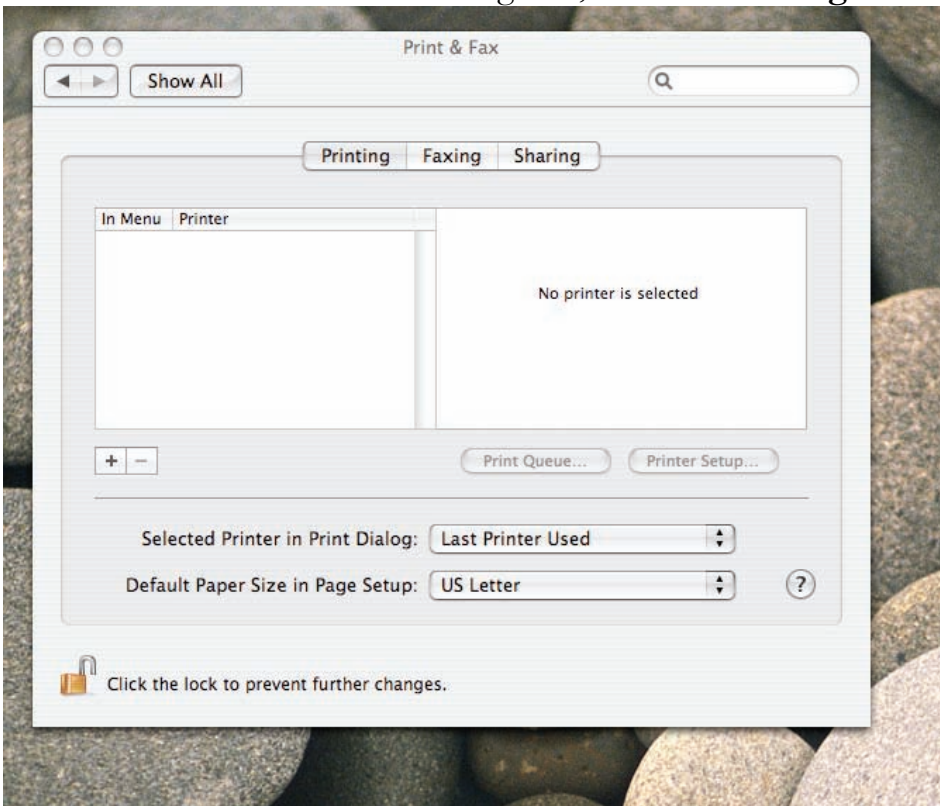 Print & Fax
Show All
Printing Faxing Sharing
In Menu Printer
No printer is selected
+ -
Print Queue... Printer Setup...
Selected Printer in Print Dialog: Last Printer Used
Default Paper Size in Page Setup: US Letter ?
Click the lock to prevent further changes.